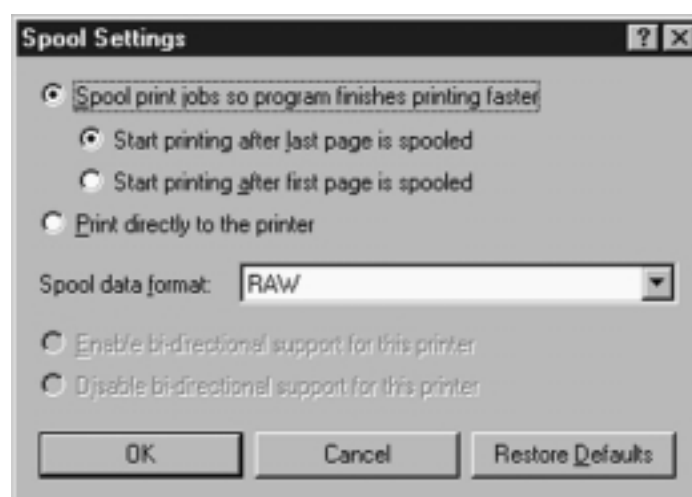 Spool Settings
Spool print jobs so program finishes printing faster
Start printing after last page is spooled
Start printing after first page is spooled
Print directly to the printer
Spool data format: RAW
Enable bi-directional support for this printer
Disable bi-directional support for this printer
OK Cancel Restore Defaults